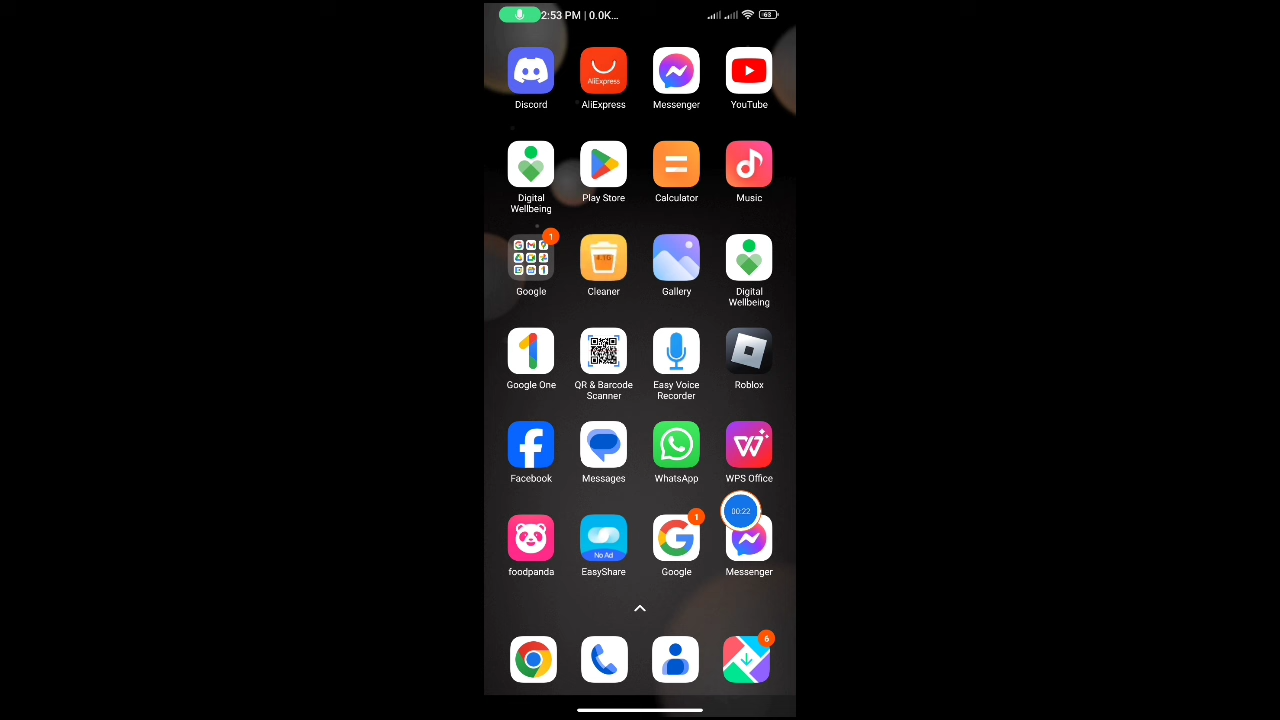 2:53 PM | 0.0K...
63
Discord
AliExpress
AliExpress
Messenger
YouTube
Digital
Wellbeing
Play Store
Calculator
Music
1
Google
Cleaner
Gallery
Digital
Wellbeing
Google One
QR & Barcode
Scanner
Easy Voice
Recorder
Roblox
Facebook
Messages
WhatsApp
WPS Office
00:22
No Ad
1
foodpanda
EasyShare
Google
Messenger
6